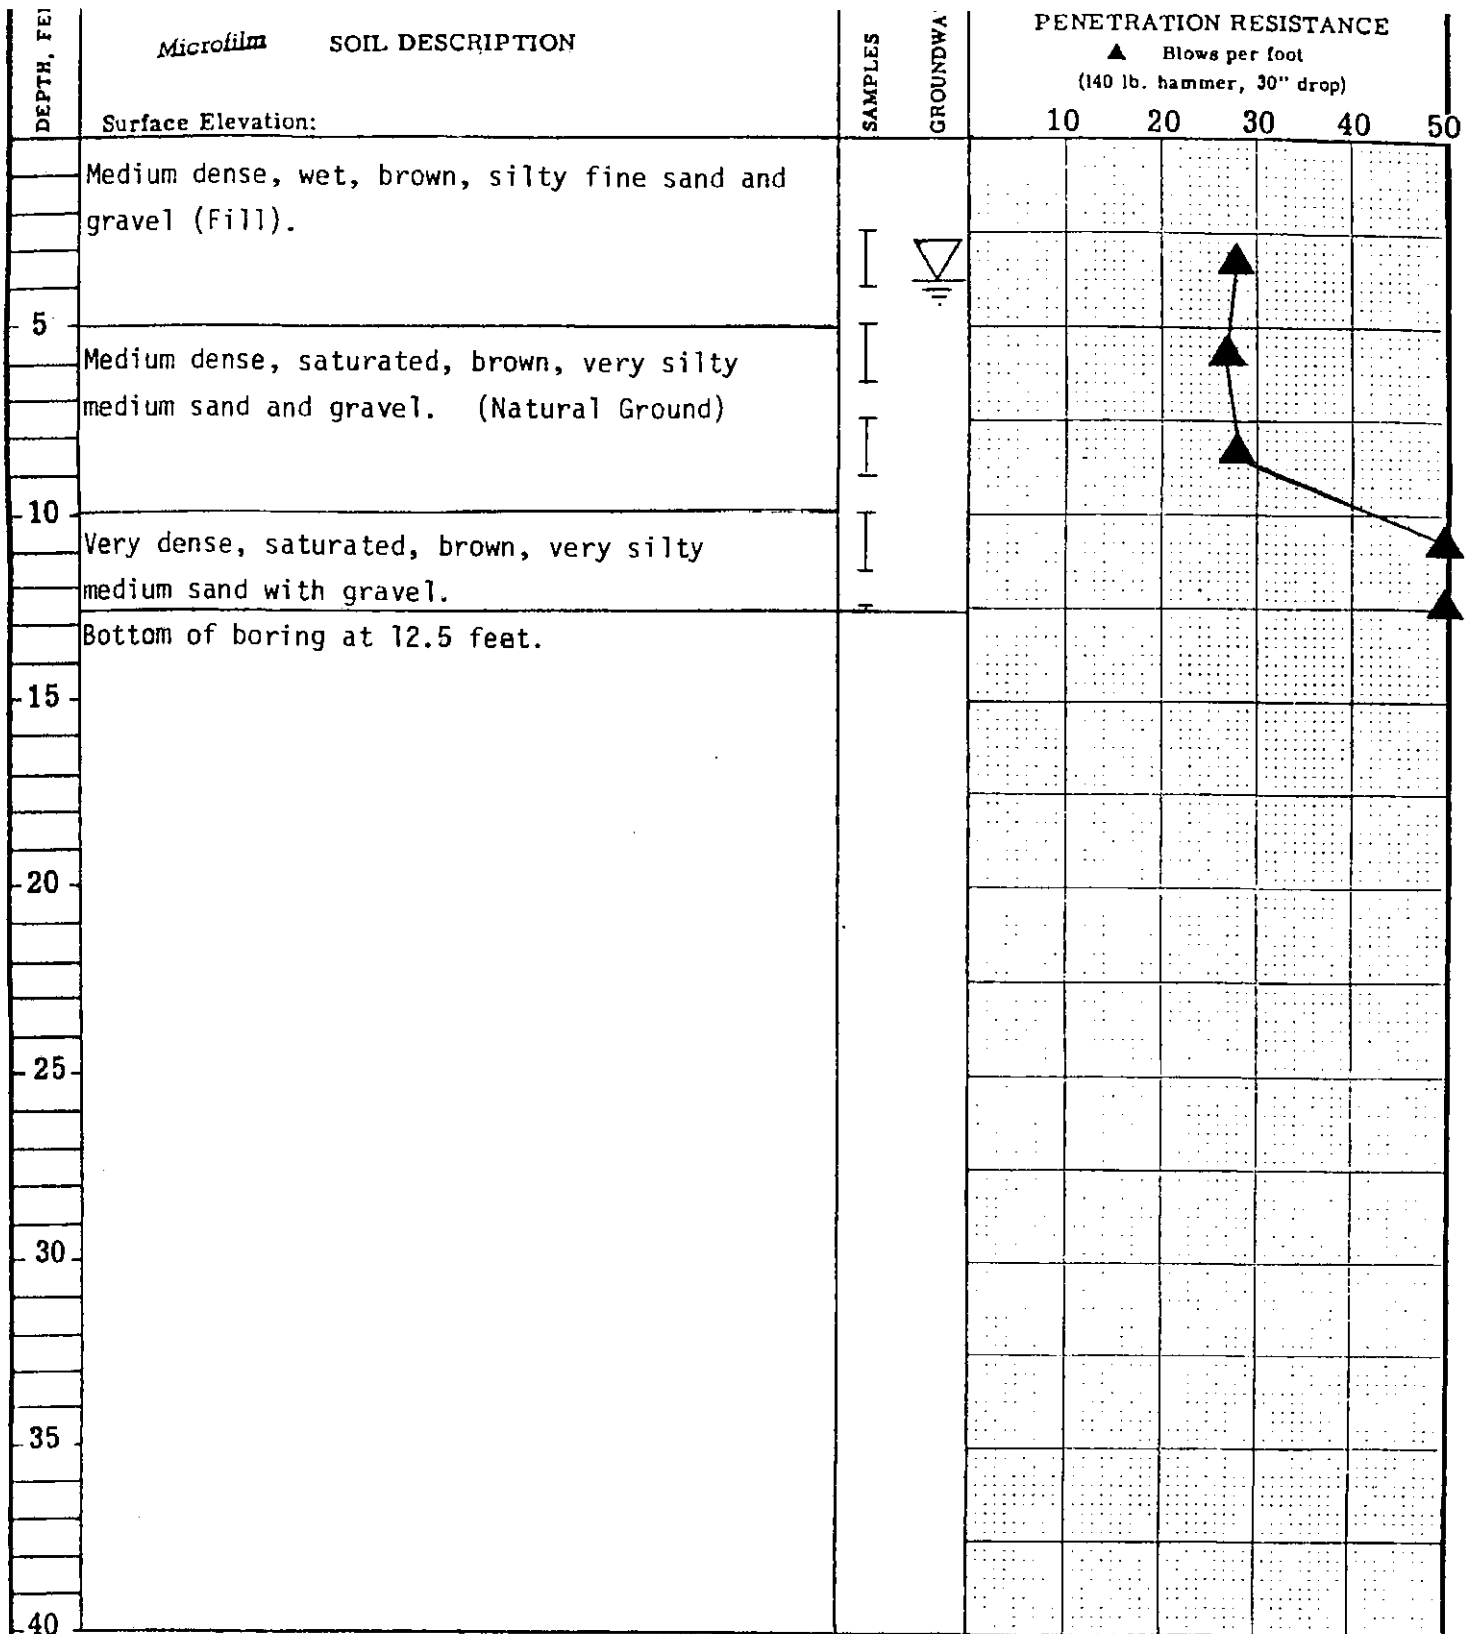 DEPTH, FE
Microfilm SOIL DESCRIPTION
Surface Elevation:
SAMPLES
GROUNDWA
PENETRATION RESISTANCE
▲ Blows per foot
(140 lb. hammer, 30" drop)
10 20 30 40 50
Medium dense, wet, brown, silty fine sand and
gravel (Fill).
5
Medium dense, saturated, brown, very silty
medium sand and gravel. (Natural Ground)
10
Very dense, saturated, brown, very silty
medium sand with gravel.
Bottom of boring at 12.5 feet.
15
20
25
30
35
40